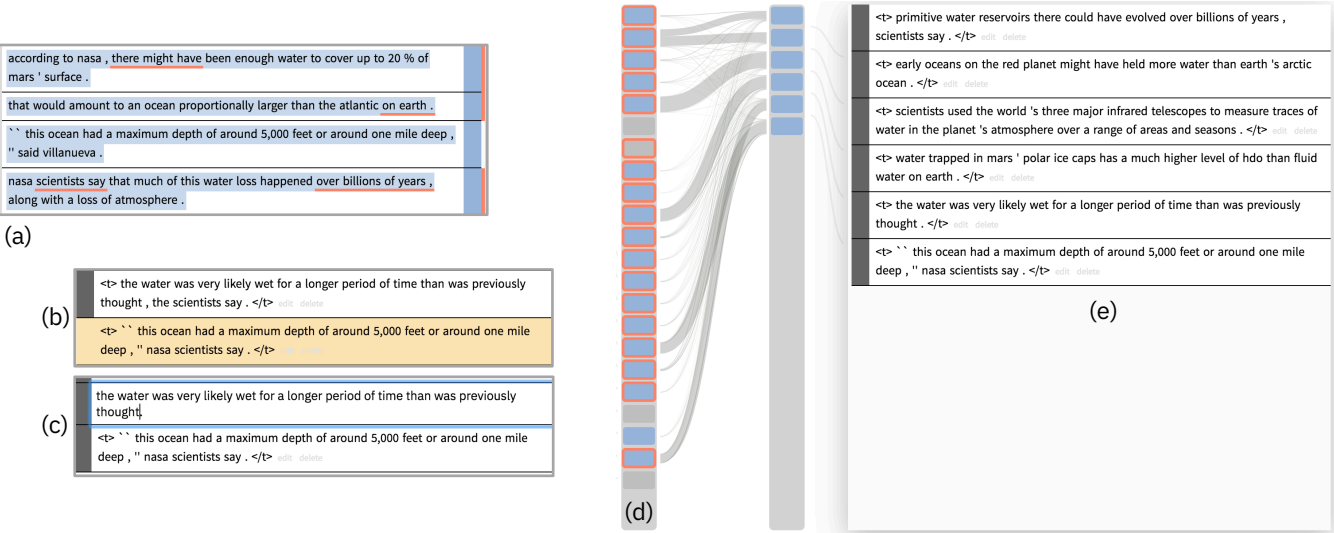 according to nasa , there might have been enough water to cover up to 20 % of
mars ' surface .
that would amount to an ocean proportionally larger than the atlantic on earth .
`` this ocean had a maximum depth of around 5,000 feet or around one mile deep ,
'' said villanueva .
nasa scientists say that much of this water loss happened over billions of years ,
along with a loss of atmosphere .
(a)
(b)
<t> the water was very likely wet for a longer period of time than was previously
thought , the scientists say . </t> edit delete
<t> `` this ocean had a maximum depth of around 5,000 feet or around one mile
deep , '' nasa scientists say . </t>
(c)
the water was very likely wet for a longer period of time than was previously
thought.
<t> `` this ocean had a maximum depth of around 5,000 feet or around one mile
deep , '' nasa scientists say . </t> edit delete
(d)
<t> primitive water reservoirs there could have evolved over billions of years ,
scientists say . </t> edit delete
<t> early oceans on the red planet might have held more water than earth 's arctic
ocean . </t> edit delete
<t> scientists used the world 's three major infrared telescopes to measure traces of
water in the planet 's atmosphere over a range of areas and seasons . </t> edit delete
<t> water trapped in mars ' polar ice caps has a much higher level of hdo than fluid
water on earth . </t> edit delete
<t> the water was very likely wet for a longer period of time than was previously
thought . </t> edit delete
<t> `` this ocean had a maximum depth of around 5,000 feet or around one mile
deep , '' nasa scientists say . </t> edit delete
(e)